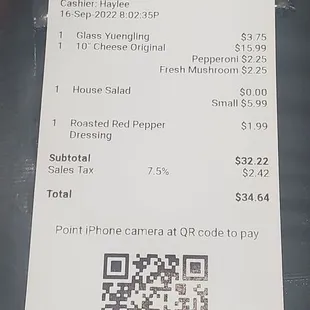 Cashier: Haylee
16-Sep-2022 8:02:35P
1 Glass Yuengling $3.75
1 10" Cheese Original $15.99
Pepperoni $2.25
Fresh Mushroom $2.25
1 House Salad $0.00
Small $5.99
1 Roasted Red Pepper $1.99
Dressing
Subtotal $32.22
Sales Tax 7.5% $2.42
Total $34.64
Point iPhone camera at QR code to pay